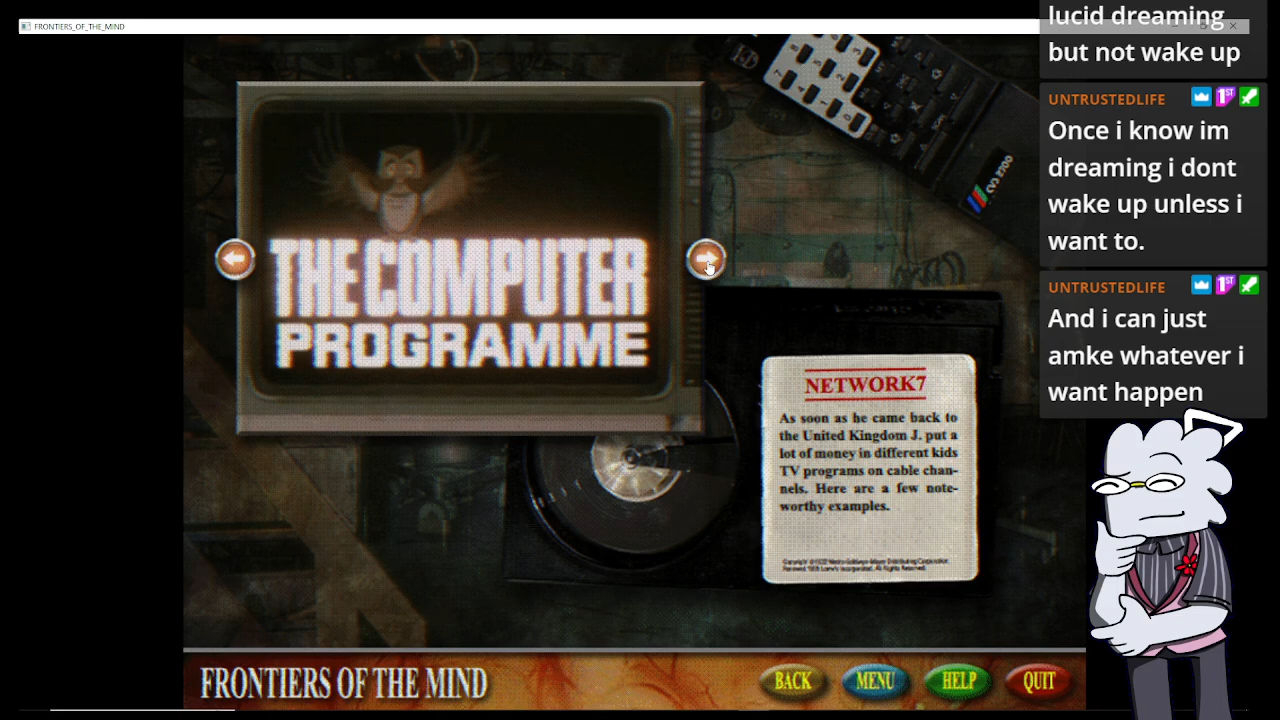 FRONTIERS_OF_THE_MIND
lucid dreaming
but not wake up
UNTRUSTEDLIFE
Once i know im
dreaming i dont
wake up unless i
want to.
UNTRUSTEDLIFE
And i can just
amke whatever i
want happen
THE COMPUTER
PROGRAMME
NETWORK7
As soon as he came back to
the United Kingdom J. put a
lot of money in different kids
TV programs on cable chan-
nels. Here are a few note-
worthy examples.
FRONTIERS OF THE MIND
BACK
MENU
HELP
QUIT